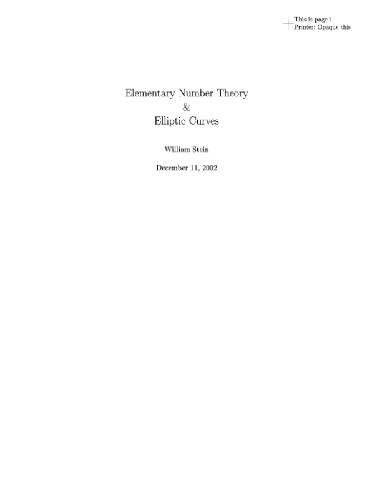 This is page i
Printer: Opaque this
Elementary Number Theory
&
Elliptic Curves
William Stein
December 11, 2002